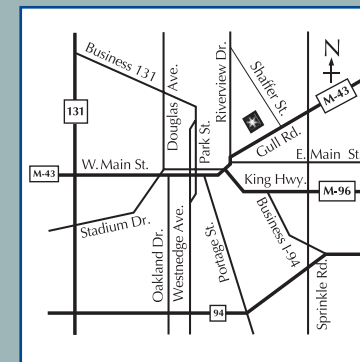 N
Business 131
Douglas Ave.
Riverview Dr.
Shaffer St.
M-43
131
Park St.
Gull Rd.
W. Main St.
E. Main St.
M-43
King Hwy.
M-96
Stadium Dr.
Oakland Dr.
Westnedge Ave.
Portage St.
Business I-94
Sprinkle Rd.
94